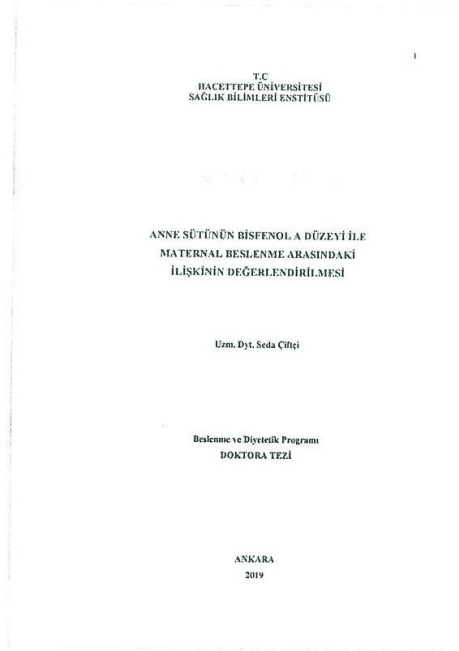 1
T.C
HACETTEPE ÜNİVERSİTESİ
SAĞLIK BİLİMLERİ ENSTİTÜSÜ
ANNE SÜTÜNÜN BİSFENOL A DÜZEYİ İLE
MATERNAL BESLENME ARASINDAKİ
İLİŞKİNİN DEĞERLENDİRİLMESİ
Uzm. Dyt. Seda Çiftçi
Beslenme ve Diyetetik Programı
DOKTORA TEZİ
ANKARA
2019